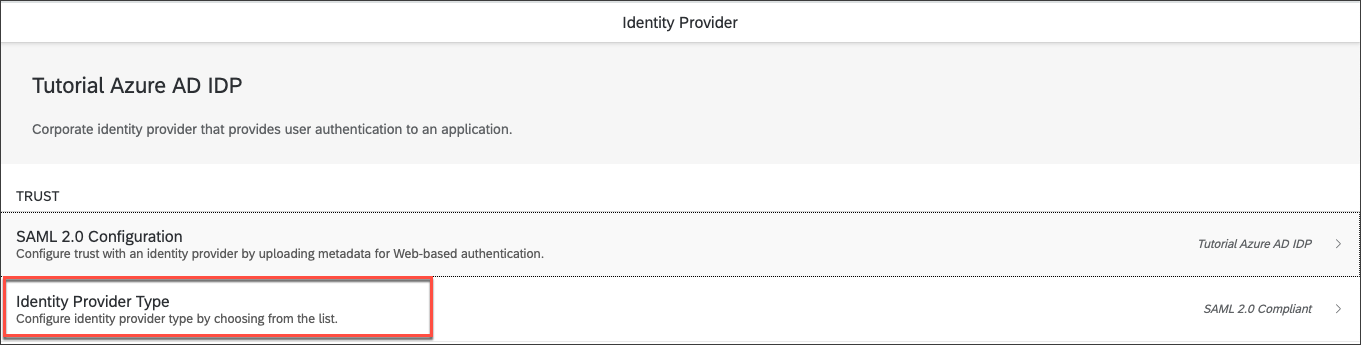 Identity Provider
Tutorial Azure AD IDP
Corporate identity provider that provides user authentication to an application.
TRUST
SAML 2.0 Configuration
Configure trust with an identity provider by uploading metadata for Web-based authentication.
Tutorial Azure AD IDP
Identity Provider Type
Configure identity provider type by choosing from the list.
SAML 2.0 Compliant